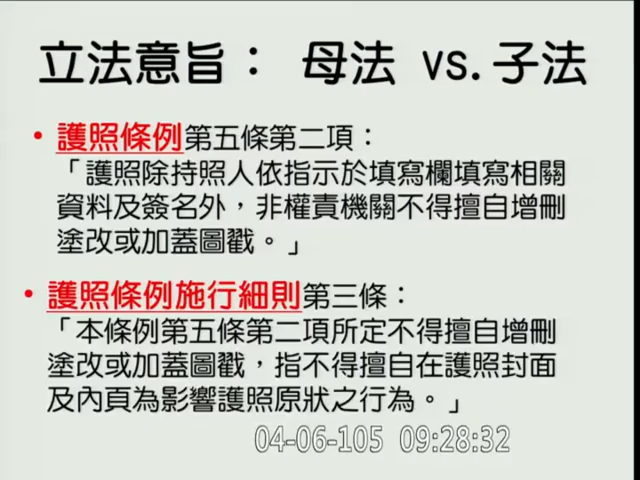 立法意旨： 母法 vs.子法
• 護照條例第五條第二項：
「護照除持照人依指示於填寫欄填寫相關
資料及簽名外，非權責機關不得擅自增刪
塗改或加蓋圖戳。」
• 護照條例施行細則第三條：
「本條例第五條第二項所定不得擅自增刪
塗改或加蓋圖戳，指不得擅自在護照封面
及內頁為影響護照原狀之行為。」
04-06-105 09:28:32